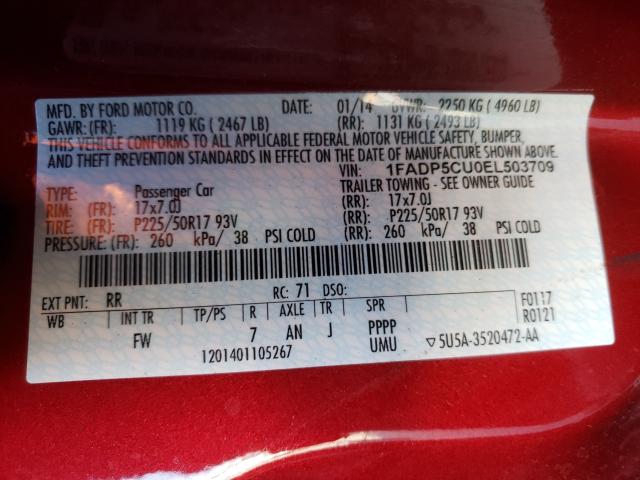 MFD. BY FORD MOTOR CO. DATE: 01/14 GVWR: 2250 KG ( 4960 LB)
GAWR: (FR): 1119 KG ( 2467 LB) (RR): 1131 KG ( 2493 LB)
THIS VEHICLE CONFORMS TO ALL APPLICABLE FEDERAL MOTOR VEHICLE SAFETY, BUMPER,
AND THEFT PREVENTION STANDARDS IN EFFECT ON THE DATE OF MANUFACTURE SHOWN ABOVE.
VIN: 1FADP5CU0EL503709
TYPE: Passenger Car TRAILER TOWING - SEE OWNER GUIDE
RIM: (FR): 17x7.0J (RR): 17x7.0J
TIRE: (FR): P225/50R17 93V (RR): P225/50R17 93V
PRESSURE: (FR): 260 kPa/ 38 PSI COLD (RR): 260 kPa/ 38 PSI COLD
EXT PNT: RR RC: 71 DSO:
WB INT TR TP/PS R AXLE TR SPR F0117
FW 7 AN J PPPP R0121
UMU
1201401105267 ▽5U5A-3520472-AA